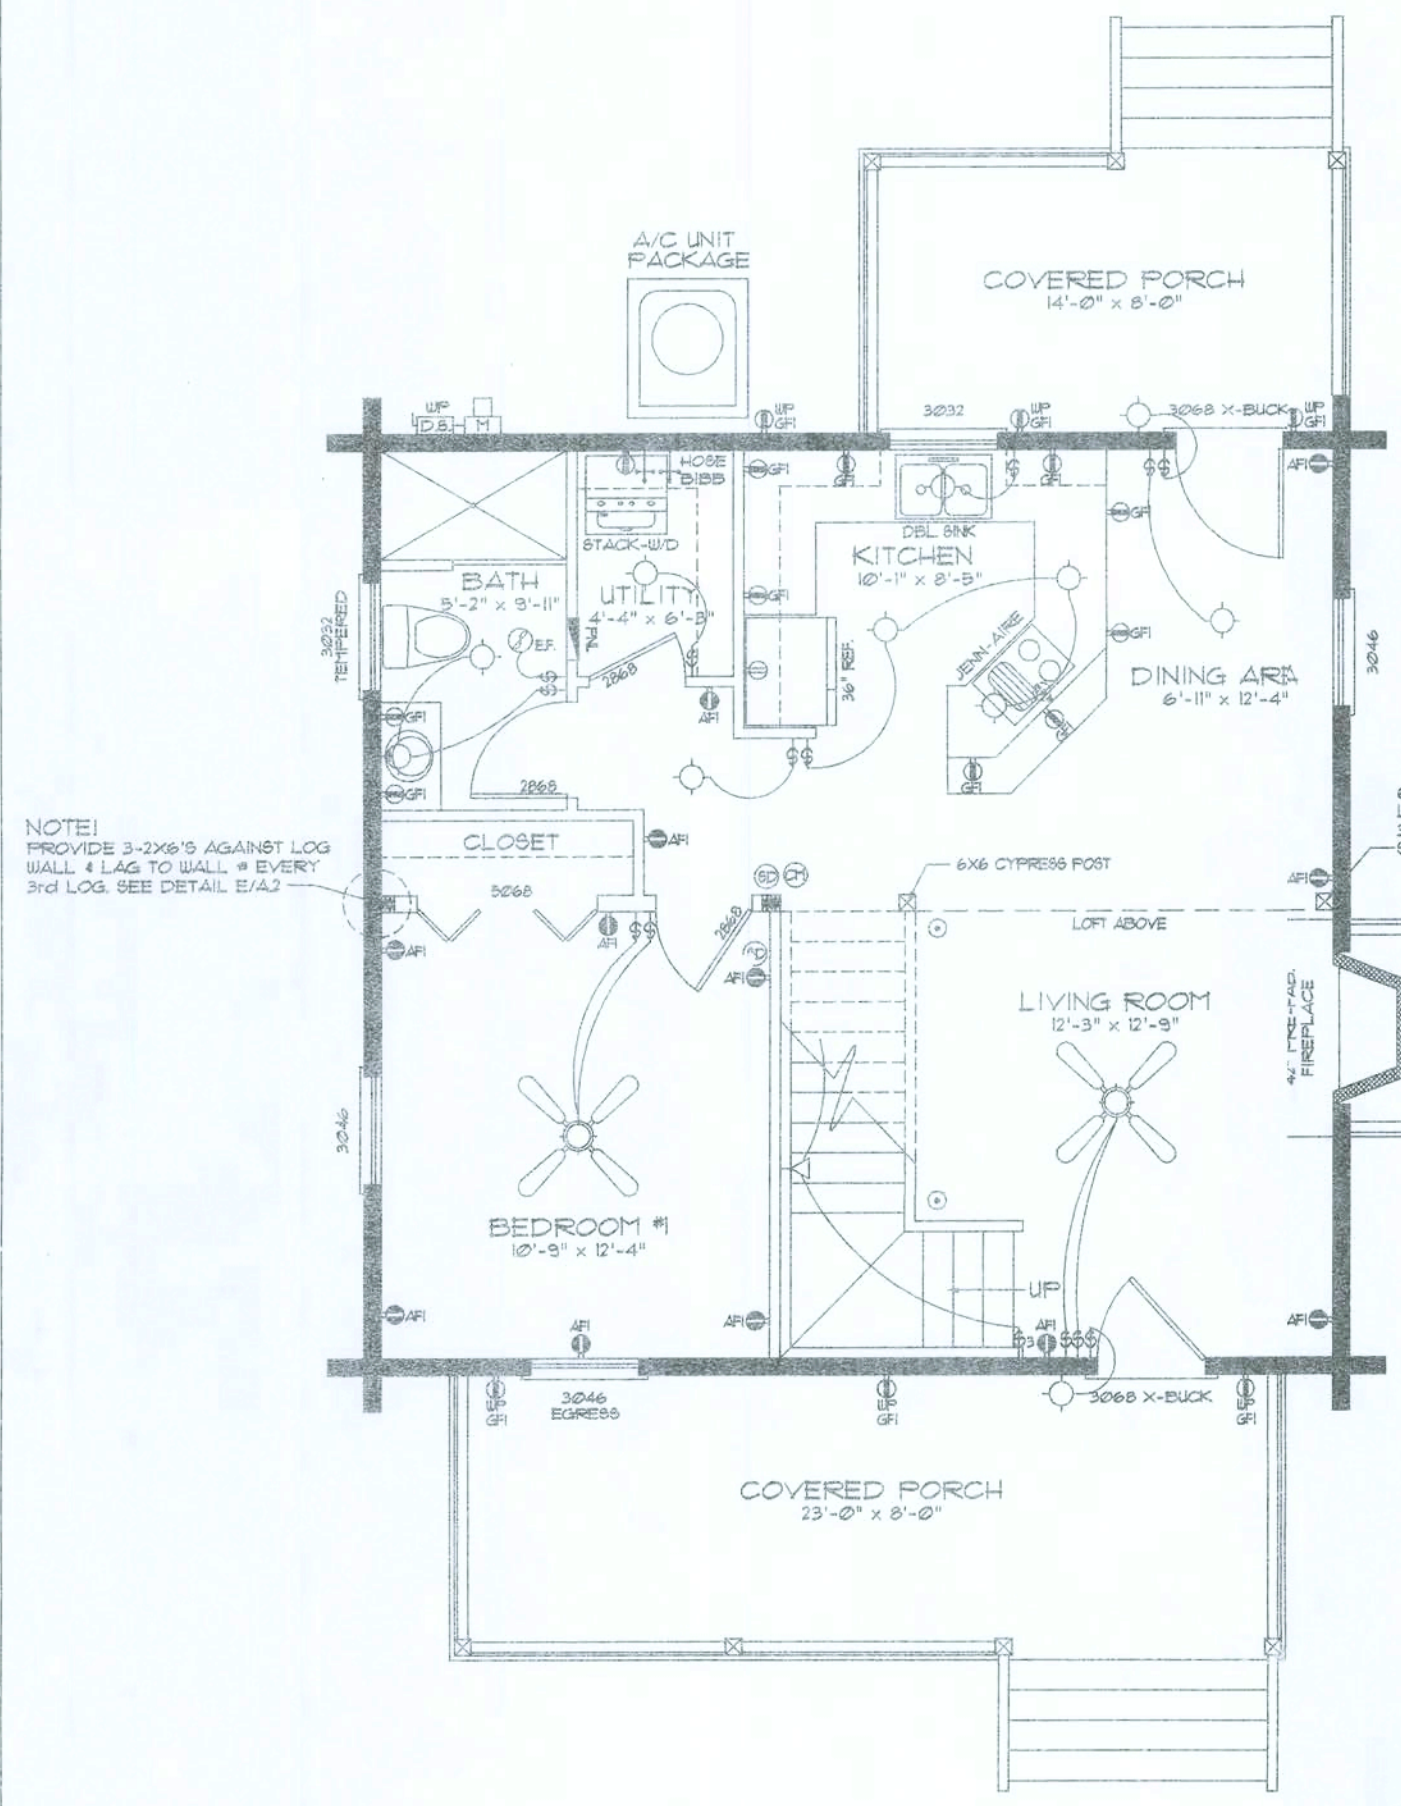 A/C UNIT
PACKAGE
COVERED PORCH
14'-0" x 8'-0"
WP
D.B.
M
WP
GFI
3032
WP
GFI
3068 X-BUCK
WP
GFI
HOSE
BIBB
GFI
GFI
GFI
AFI
GFI
DBL SINK
STACK-W/D
KITCHEN
10'-1" x 8'-5"
BATH
5'-2" x 9'-11"
UTILITY
4'-4" x 6'-3"
GFI
GFI
3032
TEMPERED
E.F.
PNL
2868
$
$$
36" REF.
JENN-AIRE
DINING AREA
6'-11" x 12'-4"
3046
AFI
GFI
GFI
GFI
GFI
$$
2868
NOTE!
PROVIDE 3-2X6'S AGAINST LOG
WALL & LAG TO WALL @ EVERY
3rd LOG. SEE DETAIL E/A2
CLOSET
AFI
5068
SD
CM
6X6 CYPRESS POST
AFI
LOFT ABOVE
AFI
AFI
$$
2868
SD
AFI
LIVING ROOM
12'-3" x 12'-9"
42" PRE-FAB.
FIREPLACE
3046
BEDROOM #1
10'-9" x 12'-4"
UP
AFI
AFI
AFI
$3
AFI
$$$
AFI
3046
EGRESS
WP
GFI
WP
GFI
3068 X-BUCK
WP
GFI
COVERED PORCH
23'-0" x 8'-0"